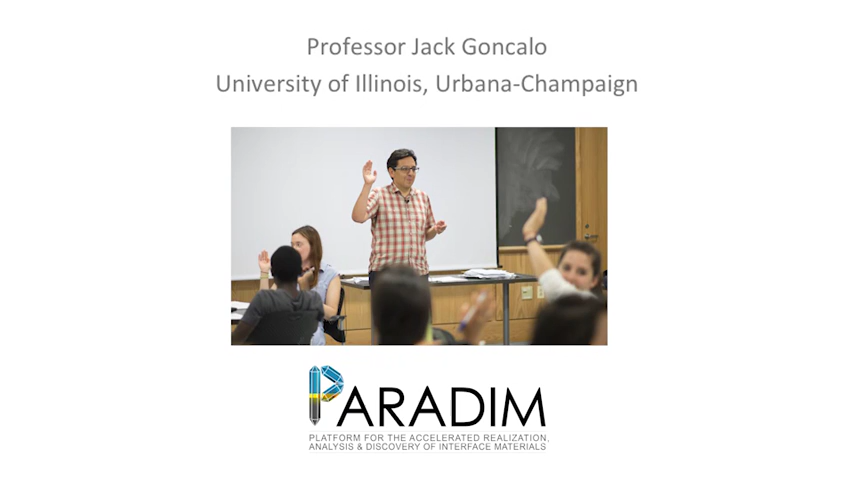 Professor Jack Goncalo
University of Illinois, Urbana-Champaign
PARADIM
PLATFORM FOR THE ACCELERATED REALIZATION,
ANALYSIS & DISCOVERY OF INTERFACE MATERIALS